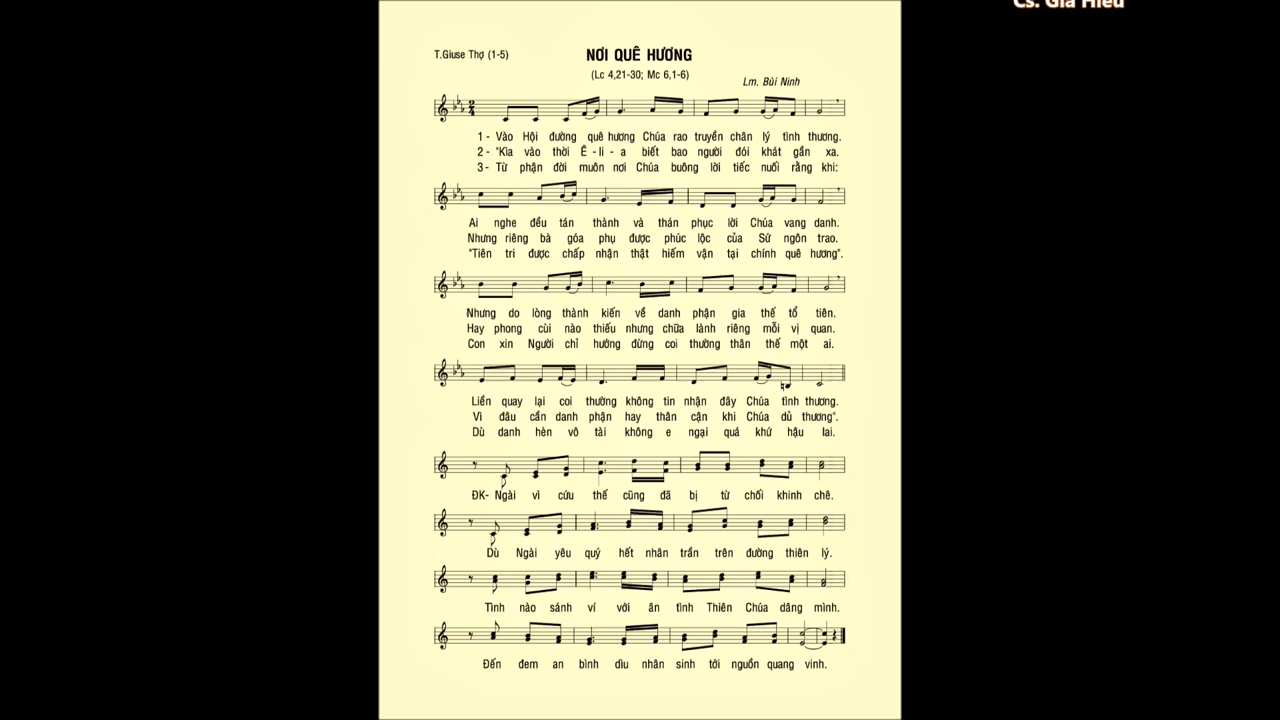 Cs. Gia Hiếu
T.Giuse Thợ (1-5)
NƠI QUÊ HƯƠNG
(Lc 4,21-30; Mc 6,1-6)
Lm. Bùi Ninh
1 - Vào Hội đường quê hương Chúa rao truyền chân lý tình thương.
2 - "Kìa vào thời Ê - li - a biết bao người đói khát gần xa.
3 - Từ phận đời muôn nơi Chúa buông lời tiếc nuối rằng khi:
Ai nghe đều tán thành và thán phục lời Chúa vang danh.
Nhưng riêng bà góa phụ được phúc lộc của Sứ ngôn trao.
"Tiên tri được chấp nhận thật hiếm vận tại chính quê hương".
Nhưng do lòng thành kiến về danh phận gia thế tổ tiên.
Hay phong cùi nào thiếu nhưng chữa lành riêng mỗi vị quan.
Con xin Người chỉ hướng đừng coi thường thân thế một ai.
Liền quay lại coi thường không tin nhận đây Chúa tình thương.
Vì đâu cần danh phận hay thân cận khi Chúa dủ thương".
Dù danh hèn vô tài không e ngại quá khứ hậu lai.
ĐK- Ngài vì cứu thế cũng đã bị từ chối khinh chê.
Dù Ngài yêu quý hết nhân trần trên đường thiên lý.
Tình nào sánh ví với ân tình Thiên Chúa dâng mình.
Đến đem an bình dìu nhân sinh tới nguồn quang vinh.